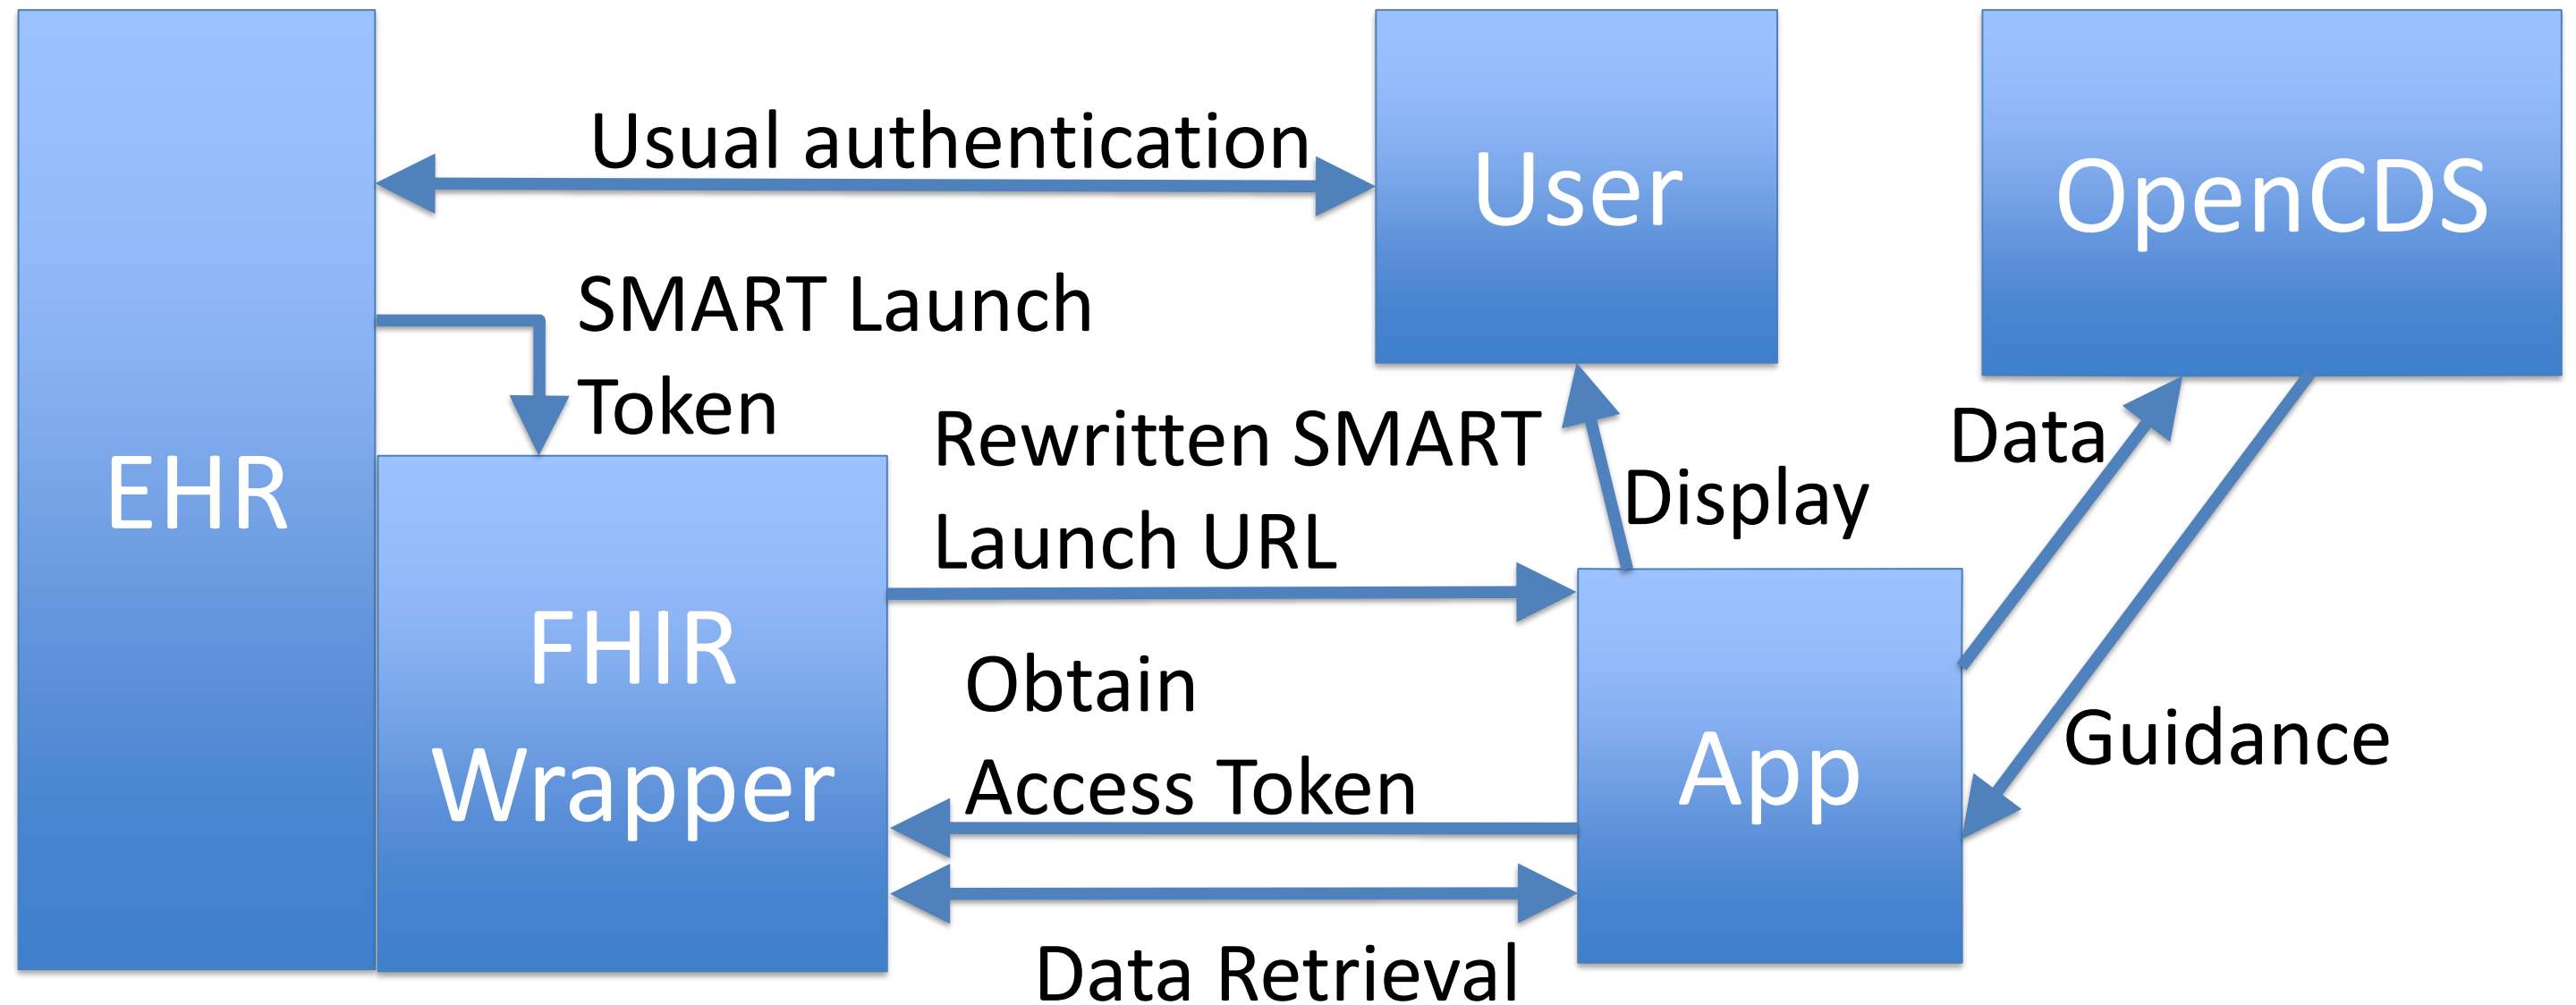 Usual authentication
User
OpenCDS
SMART Launch
Token
EHR
Rewritten SMART
Launch URL
Display
Data
FHIR
Wrapper
Obtain
Access Token
App
Guidance
Data Retrieval